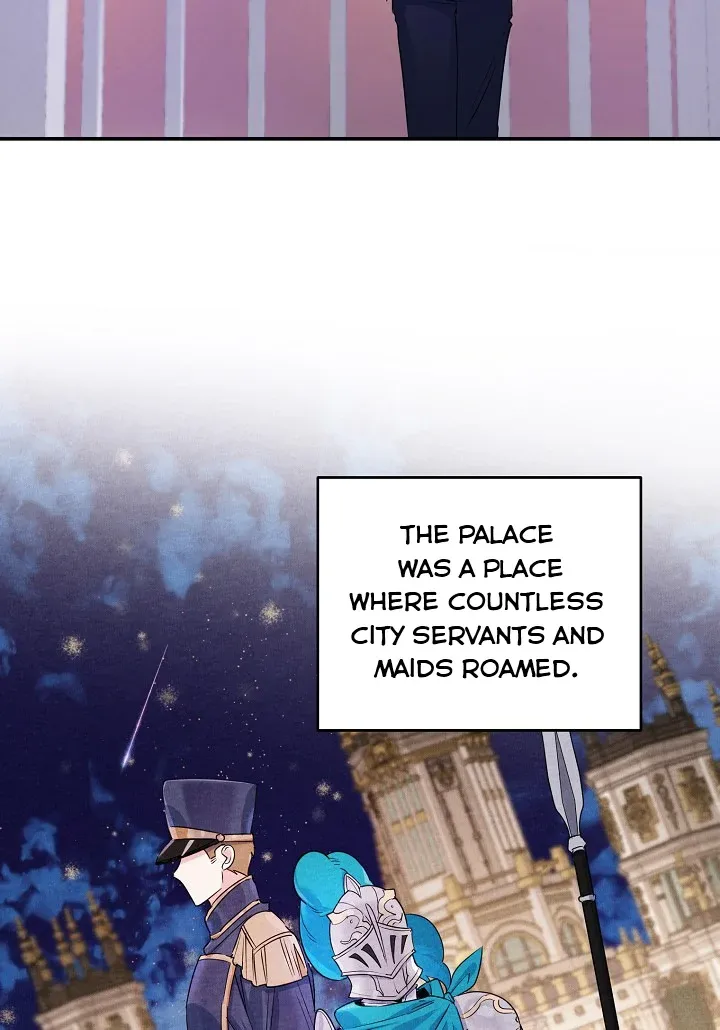 THE PALACE
WAS A PLACE
WHERE COUNTLESS
CITY SERVANTS AND
MAIDS ROAMED.